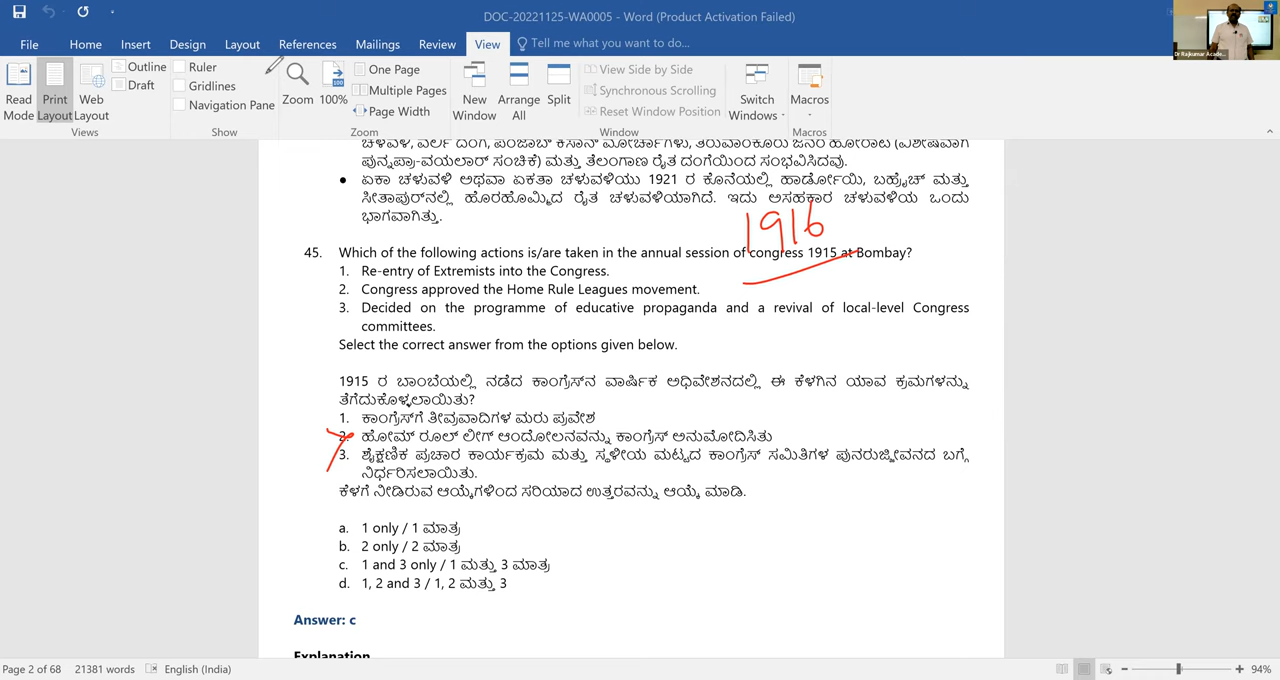 DOC-20221125-WA0005 - Word (Product Activation Failed)
File Home Insert Design Layout References Mailings Review View Tell me what you want to do...
Read Mode
Print Layout
Web Layout
Outline
Draft
Views
Ruler
Gridlines
Navigation Pane
Show
Zoom
100%
One Page
Multiple Pages
Page Width
Zoom
New Window
Arrange All
Split
View Side by Side
Synchronous Scrolling
Reset Window Position
Window
Switch Windows
Macros
Macros
ಚಳುವಳಿ, ವರ್ಲಿ ದಂಗೆ, ಪಂಜಾಬ್ ಕಿಸಾನ್ ಮೋರ್ಚಾಗಳು, ತಿರುವಾಂಕೂರು ಜನರ ಹೋರಾಟ (ವಿಶೇಷವಾಗಿ
ಪುನ್ನಪ್ರಾ-ವಯಲಾರ್ ಸಂಚಿಕೆ) ಮತ್ತು ತೆಲಂಗಾಣ ರೈತ ದಂಗೆಯಿಂದ ಸಂಭವಿಸಿದವು.
• ಏಕಾ ಚಳುವಳಿ ಅಥವಾ ಏಕತಾ ಚಳುವಳಿಯು 1921 ರ ಕೊನೆಯಲ್ಲಿ ಹಾರ್ಡೋಯಿ, ಬಹ್ರೈಚ್ ಮತ್ತು
ಸೀತಾಪುರ್‌ನಲ್ಲಿ ಹೊರಹೊಮ್ಮಿದ ರೈತ ಚಳುವಳಿಯಾಗಿದೆ. ಇದು ಅಸಹಕಾರ ಚಳುವಳಿಯ ಒಂದು
ಭಾಗವಾಗಿತ್ತು.
1916
45. Which of the following actions is/are taken in the annual session of congress 1915 at Bombay?
1. Re-entry of Extremists into the Congress.
2. Congress approved the Home Rule Leagues movement.
3. Decided on the programme of educative propaganda and a revival of local-level Congress
committees.
Select the correct answer from the options given below.
1915 ರ ಬಾಂಬೆಯಲ್ಲಿ ನಡೆದ ಕಾಂಗ್ರೆಸ್‌ನ ವಾರ್ಷಿಕ ಅಧಿವೇಶನದಲ್ಲಿ ಈ ಕೆಳಗಿನ ಯಾವ ಕ್ರಮಗಳನ್ನು
ತೆಗೆದುಕೊಳ್ಳಲಾಯಿತು?
1. ಕಾಂಗ್ರೆಸ್‌ಗೆ ತೀವ್ರವಾದಿಗಳ ಮರು ಪ್ರವೇಶ
2. ಹೋಮ್ ರೂಲ್ ಲೀಗ್ ಆಂದೋಲನವನ್ನು ಕಾಂಗ್ರೆಸ್ ಅನುಮೋದಿಸಿತು
3. ಶೈಕ್ಷಣಿಕ ಪ್ರಚಾರ ಕಾರ್ಯಕ್ರಮ ಮತ್ತು ಸ್ಥಳೀಯ ಮಟ್ಟದ ಕಾಂಗ್ರೆಸ್ ಸಮಿತಿಗಳ ಪುನರುಜ್ಜೀವನದ ಬಗ್ಗೆ
ನಿರ್ಧರಿಸಲಾಯಿತು.
ಕೆಳಗೆ ನೀಡಿರುವ ಆಯ್ಕೆಗಳಿಂದ ಸರಿಯಾದ ಉತ್ತರವನ್ನು ಆಯ್ಕೆ ಮಾಡಿ.
a. 1 only / 1 ಮಾತ್ರ
b. 2 only / 2 ಮಾತ್ರ
c. 1 and 3 only / 1 ಮತ್ತು 3 ಮಾತ್ರ
d. 1, 2 and 3 / 1, 2 ಮತ್ತು 3
Answer: c
Explanation
Page 2 of 68 21381 words English (India) 94%